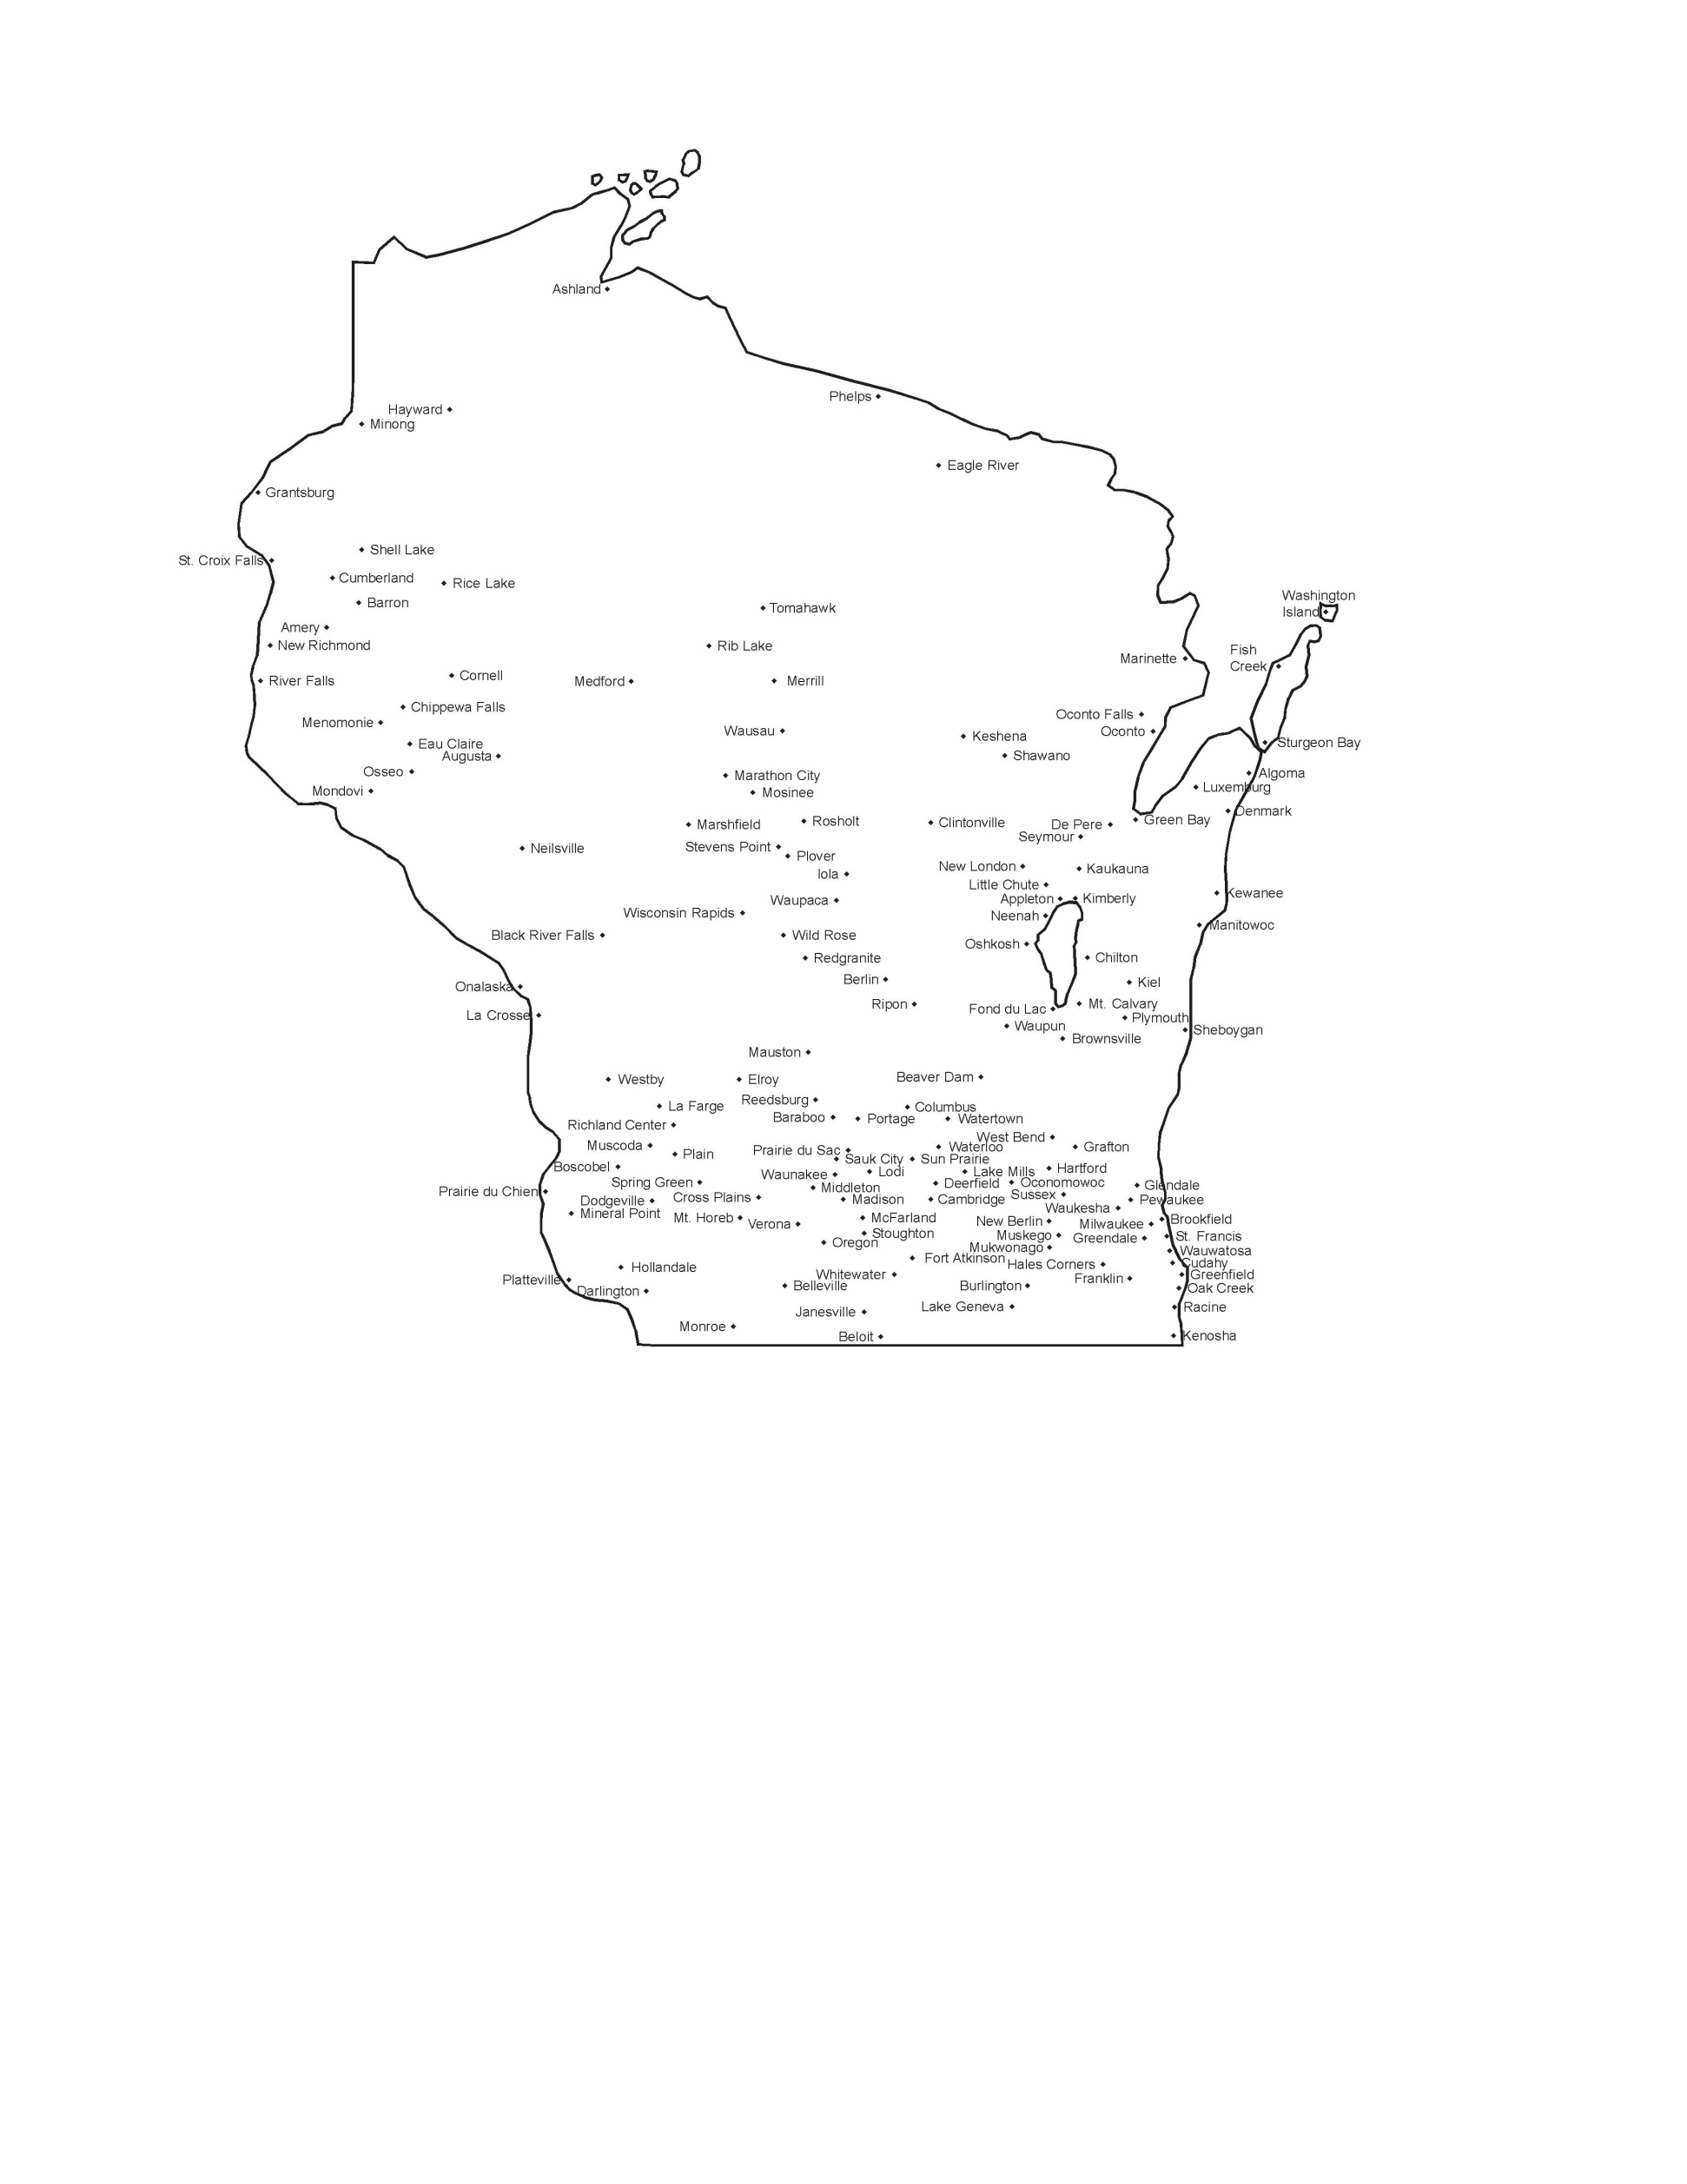 Ashland
Phelps
Hayward
Minong
Eagle River
Grantsburg
Shell Lake
St. Croix Falls
Cumberland
Rice Lake
Washington
Island
Barron
Tomahawk
Amery
New Richmond
Rib Lake
Fish
Creek
Marinette
Cornell
River Falls
Medford
Merrill
Chippewa Falls
Oconto Falls
Menomonie
Wausau
Oconto
Keshena
Eau Claire
Sturgeon Bay
Augusta
Shawano
Osseo
Marathon City
Algoma
Mondovi
Mosinee
Luxemburg
Denmark
Rosholt
Clintonville
Marshfield
De Pere
Green Bay
Seymour
Neilsville
Stevens Point
Plover
New London
Kaukauna
Iola
Little Chute
Kewanee
Waupaca
Appleton
Kimberly
Wisconsin Rapids
Neenah
Manitowoc
Black River Falls
Wild Rose
Oshkosh
Redgranite
Chilton
Berlin
Kiel
Onalaska
Ripon
Mt. Calvary
Fond du Lac
La Crosse
Plymouth
Waupun
Sheboygan
Brownsville
Mauston
Westby
Elroy
Beaver Dam
Reedsburg
La Farge
Columbus
Baraboo
Portage
Watertown
Richland Center
West Bend
Muscoda
Waterloo
Grafton
Plain
Prairie du Sac
Sauk City
Sun Prairie
Boscobel
Lodi
Lake Mills
Hartford
Waunakee
Spring Green
Deerfield
Oconomowoc
Glendale
Middleton
Prairie du Chien
Sussex
Cross Plains
Dodgeville
Madison
Cambridge
Pewaukee
Waukesha
Mineral Point
Mt. Horeb
McFarland
Brookfield
Verona
New Berlin
Milwaukee
Stoughton
Muskego
St. Francis
Greendale
Oregon
Mukwonago
Wauwatosa
Fort Atkinson
Hales Corners
Cudahy
Hollandale
Whitewater
Greenfield
Platteville
Franklin
Darlington
Belleville
Burlington
Oak Creek
Janesville
Lake Geneva
Racine
Monroe
Beloit
Kenosha